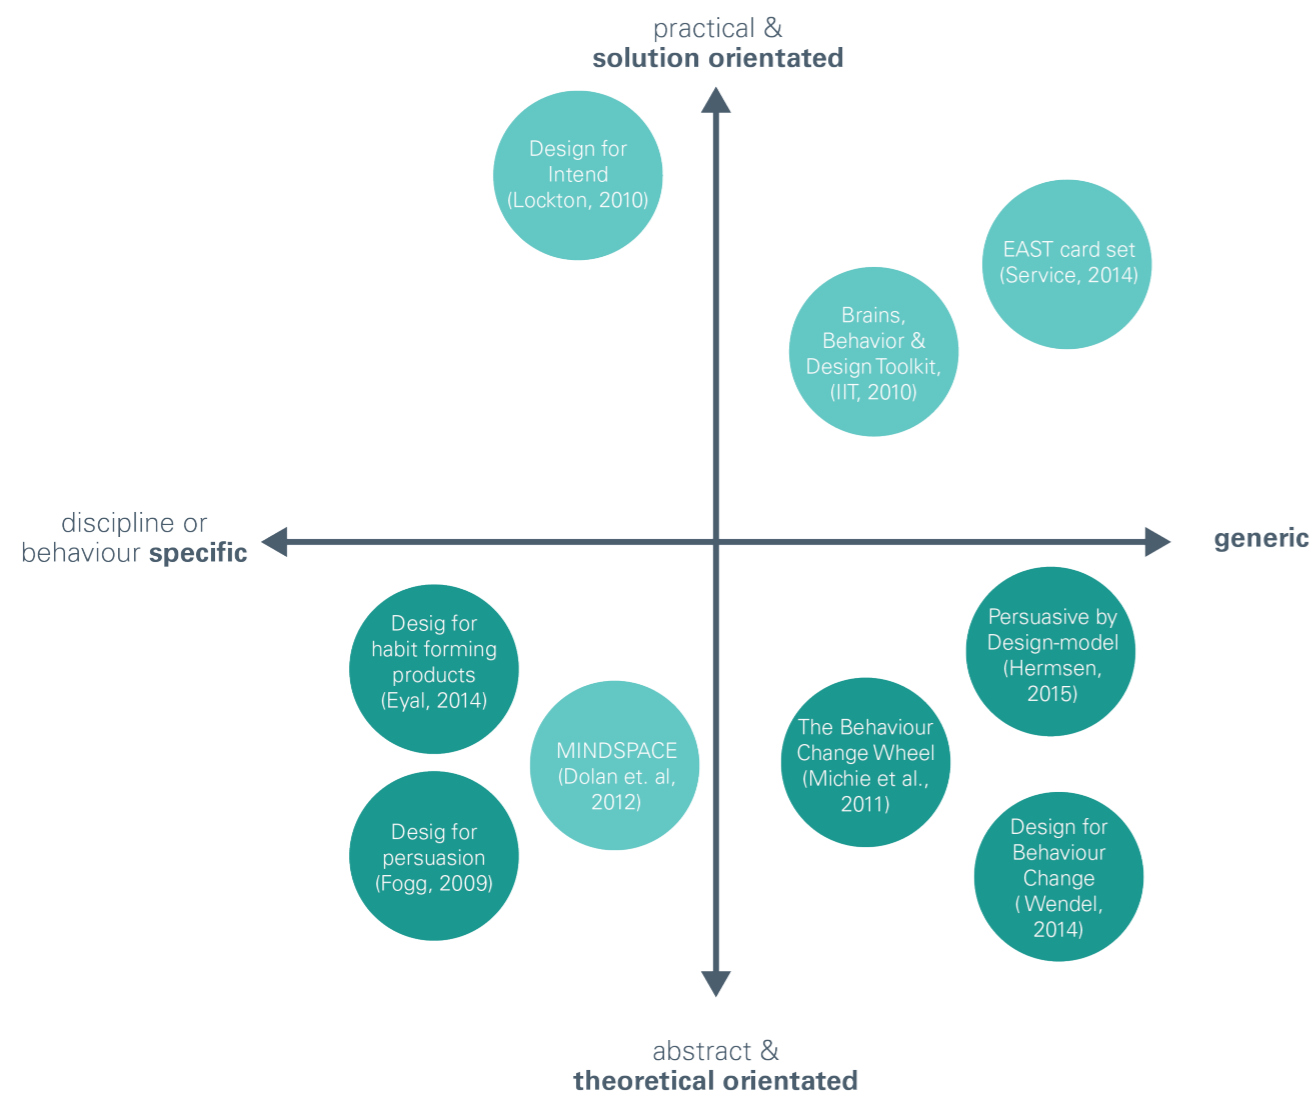 practical &
solution orientated
Design for
Intend
(Lockton, 2010)
EAST card set
(Service, 2014)
Brains,
Behavior &
Design Toolkit,
(IIT, 2010)
discipline or
behaviour specific
generic
Desig for
habit forming
products
(Eyal, 2014)
Persuasive by
Design-model
(Hermsen,
2015)
MINDSPACE
(Dolan et. al,
2012)
The Behaviour
Change Wheel
(Michie et al.,
2011)
Desig for
persuasion
(Fogg, 2009)
Design for
Behaviour
Change
( Wendel,
2014)
abstract &
theoretical orientated